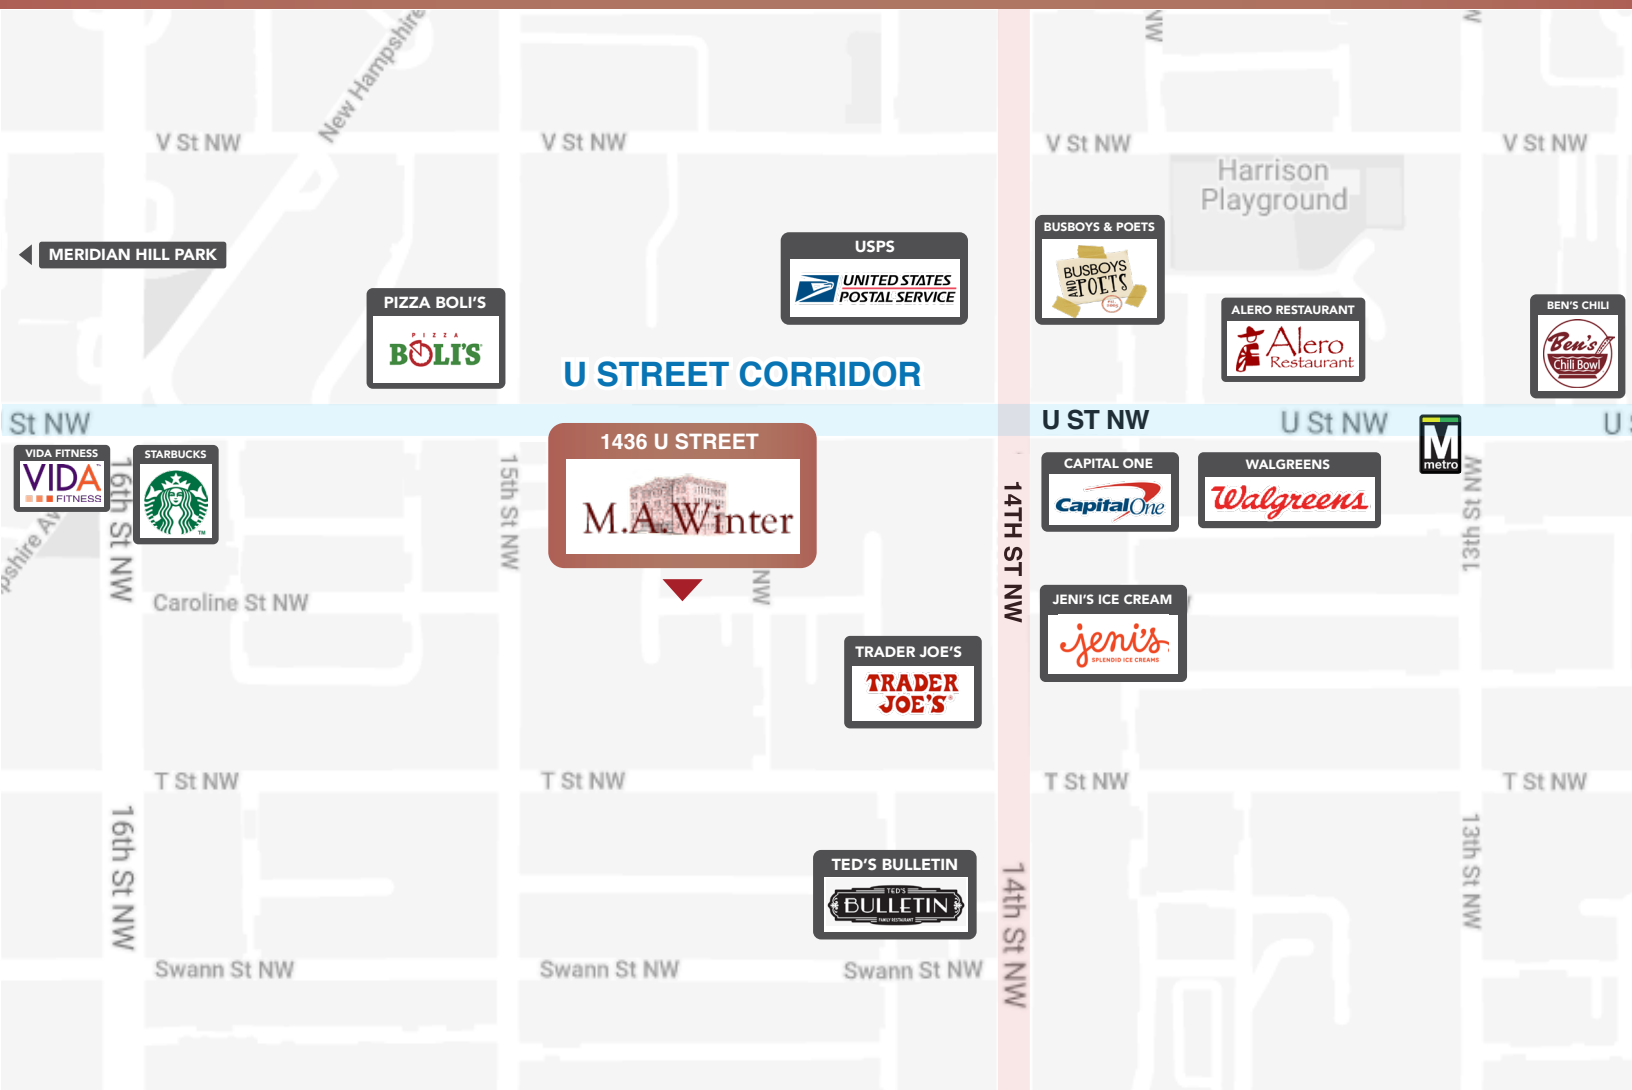 New Hampshire
NW
NW
V St NW
V St NW
V St NW
V St NW
Harrison
Playground
MERIDIAN HILL PARK
USPS
UNITED STATES
POSTAL SERVICE
BUSBOYS & POETS
BUSBOYS
AND
POETS
PIZZA BOLI'S
PIZZA
BOLI'S
ALERO RESTAURANT
Alero
Restaurant
BEN'S CHILI
Ben's
Chili Bowl
U STREET CORRIDOR
St NW
U ST NW
U St NW
U S
1436 U STREET
M.A.Winter
VIDA FITNESS
VIDA
FITNESS
16th St NW
STARBUCKS
TM
15th St NW
14TH ST NW
CAPITAL ONE
CapitalOne
WALGREENS
Walgreens
M
metro
13th St NW
pshire Av
Caroline St NW
NW
JENI'S ICE CREAM
jeni's
SPLENDID ICE CREAMS
TRADER JOE'S
TRADER
JOE'S
T St NW
T St NW
T St NW
T St NW
16th St NW
13th St NW
TED'S BULLETIN
TED'S
BULLETIN
FAMILY RESTAURANT
14th St NW
Swann St NW
Swann St NW
Swann St NW